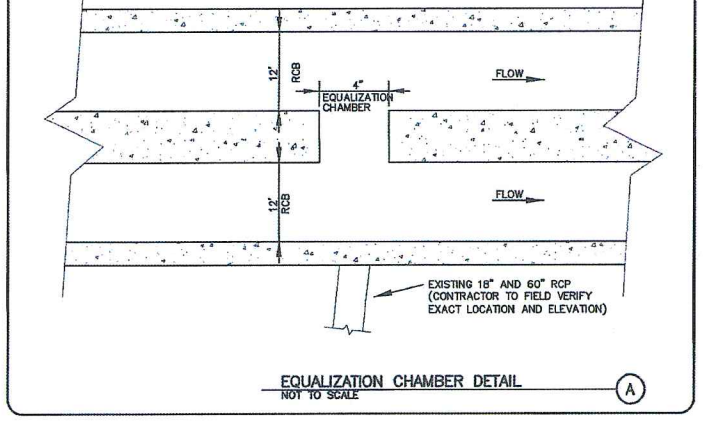 12'
RCB
4"
EQUALIZATION
CHAMBER
FLOW
12'
RCB
FLOW
EXISTING 18" AND 60" RCP
(CONTRACTOR TO FIELD VERIFY
EXACT LOCATION AND ELEVATION)
EQUALIZATION CHAMBER DETAIL
NOT TO SCALE
A